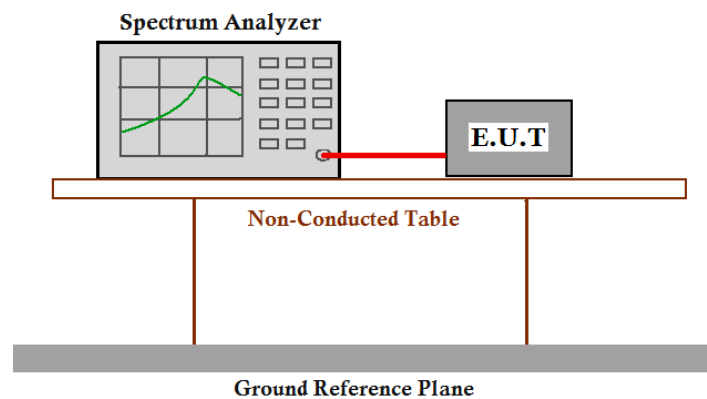 Spectrum Analyzer
E.U.T
Non-Conducted Table
Ground Reference Plane